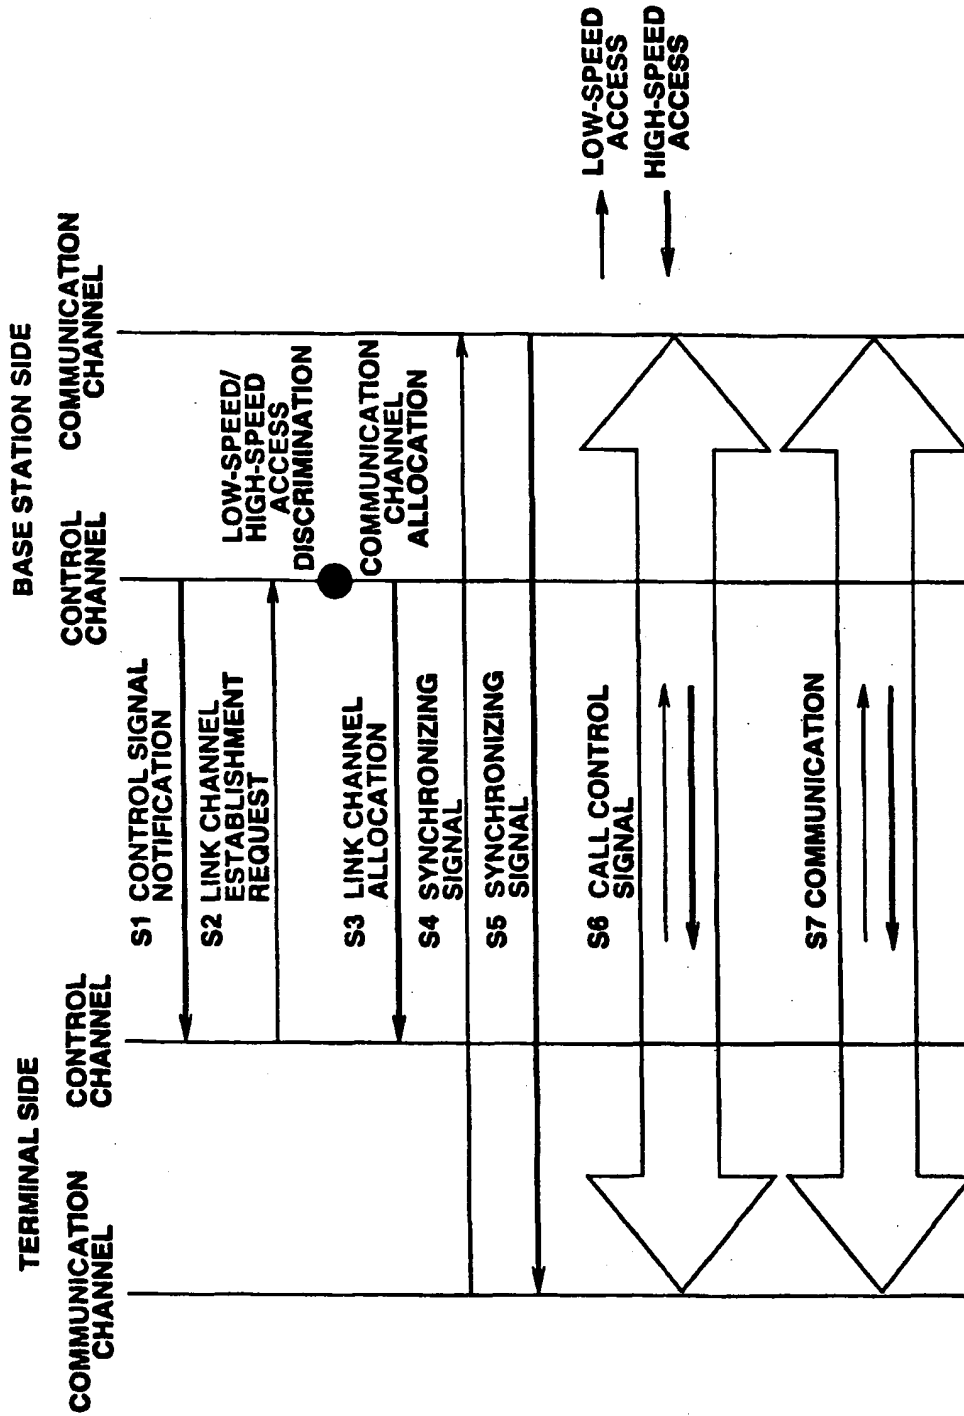 TERMINAL SIDE
BASE STATION SIDE
COMMUNICATION
CHANNEL
CONTROL
CHANNEL
CONTROL
CHANNEL
COMMUNICATION
CHANNEL
S1 CONTROL SIGNAL
NOTIFICATION
S2 LINK CHANNEL
ESTABLISHMENT
REQUEST
LOW-SPEED/
HIGH-SPEED
ACCESS
DISCRIMINATION
COMMUNICATION
CHANNEL
ALLOCATION
S3 LINK CHANNEL
ALLOCATION
S4 SYNCHRONIZING
SIGNAL
S5 SYNCHRONIZING
SIGNAL
S6 CALL CONTROL
SIGNAL
S7 COMMUNICATION
LOW-SPEED
ACCESS
HIGH-SPEED
ACCESS